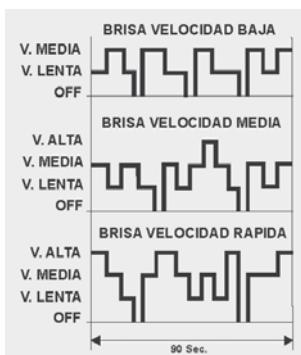 BRISA VELOCIDAD BAJA
V. MEDIA
V. LENTA
OFF
BRISA VELOCIDAD MEDIA
V. ALTA
V. MEDIA
V. LENTA
OFF
BRISA VELOCIDAD RAPIDA
V. ALTA
V. MEDIA
V. LENTA
OFF
90 Sec.